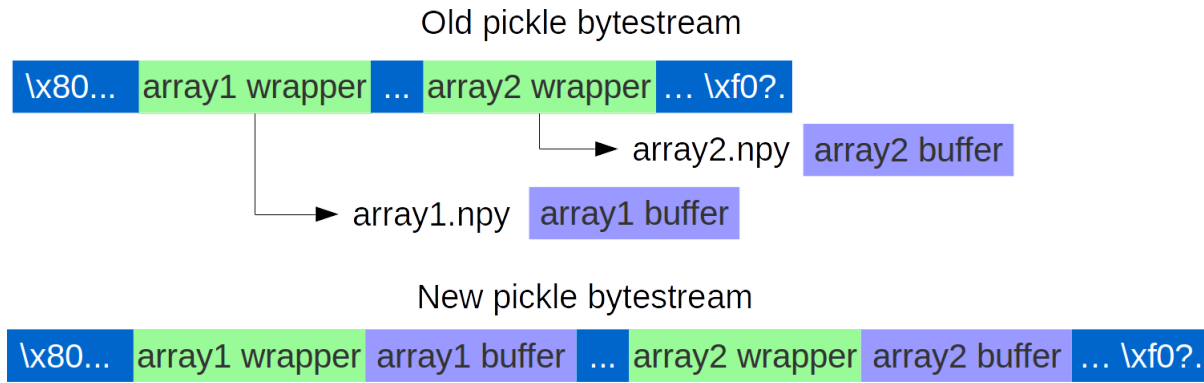 Old pickle bytestream
\x80... array1 wrapper ... array2 wrapper ... \xf0?.
array2.npy array2 buffer
array1.npy array1 buffer
New pickle bytestream
\x80... array1 wrapper array1 buffer ... array2 wrapper array2 buffer ... \xf0?.